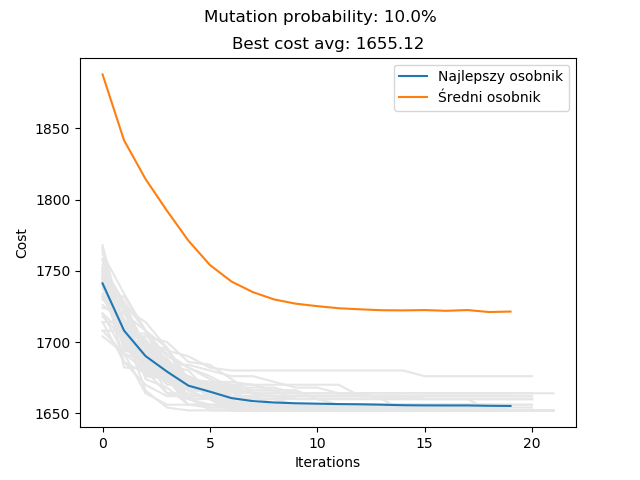 Mutation probability: 10.0%
Best cost avg: 1655.12
Najlepszy osobnik
Średni osobnik
1850
1800
1750
1700
1650
Cost
0 5 10 15 20
Iterations